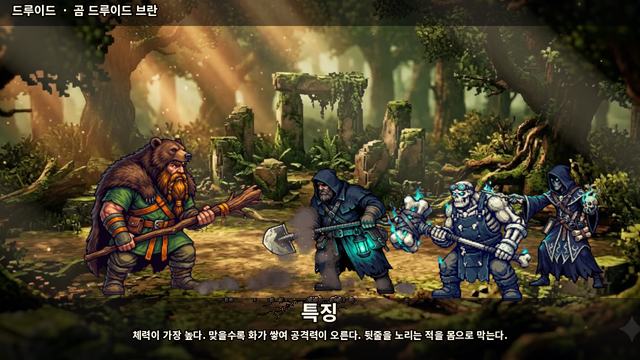 드루이드 · 곰 드루이드 브란
특징
체력이 가장 높다. 맞을수록 화가 쌓여 공격력이 오른다. 뒷줄을 노리는 적을 몸으로 막는다.